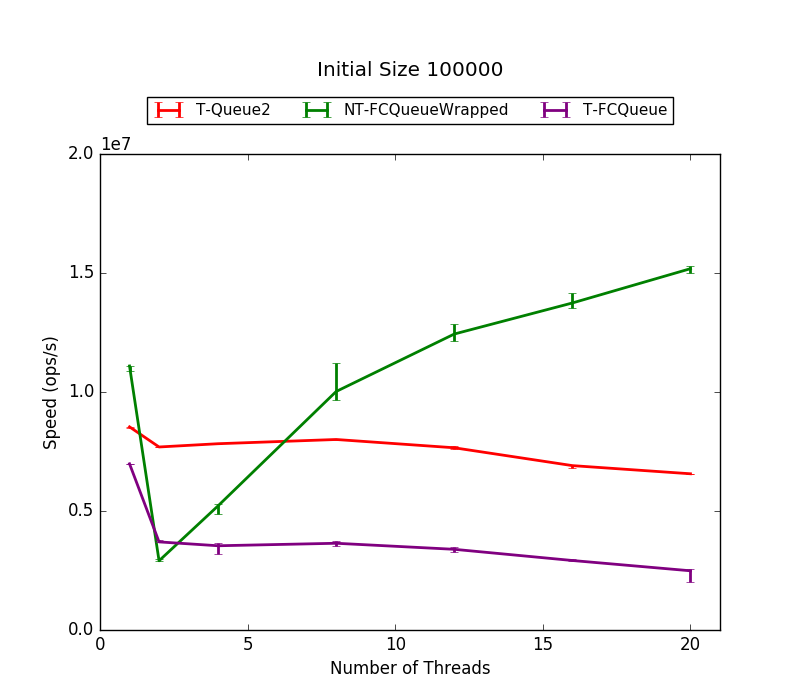 Initial Size 100000
T-Queue2 NT-FCQueueWrapped T-FCQueue
1e7
2.0
1.5
1.0
0.5
0.0
Speed (ops/s)
0 5 10 15 20
Number of Threads